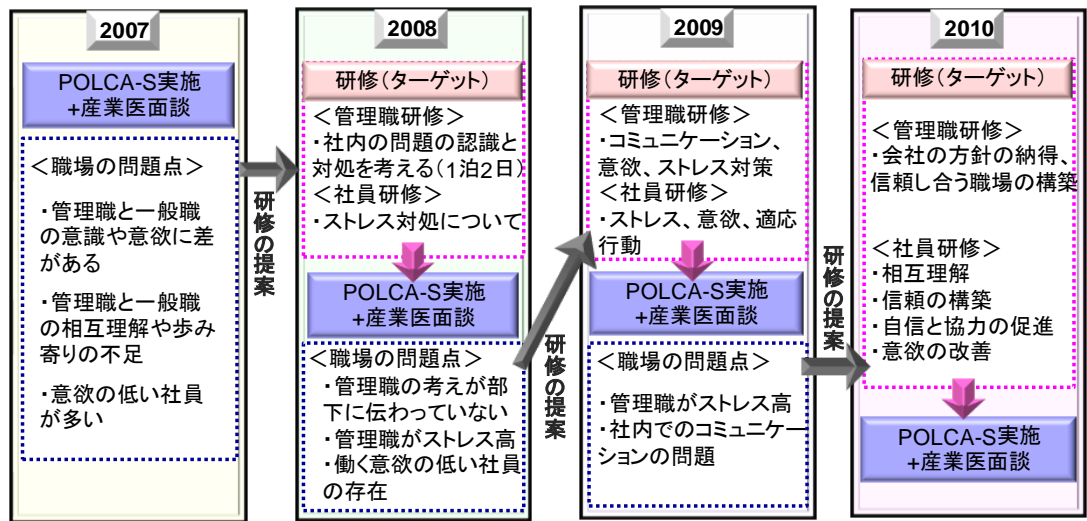 2007
POLCA-S実施
+産業医面談
<職場の問題点>
・管理職と一般職
の意識や意欲に差
がある
・管理職と一般職
の相互理解や歩み
寄りの不足
・意欲の低い社員
が多い
研修の提案
2008
研修(ターゲット)
<管理職研修>
・社内の問題の認識と
対処を考える(1泊2日)
<社員研修>
・ストレス対処について
POLCA-S実施
+産業医面談
<職場の問題点>
・管理職の考えが部
下に伝わっていない
・管理職がストレス高
・働く意欲の低い社員
の存在
研修の提案
2009
研修(ターゲット)
<管理職研修>
・コミュニケーション、
意欲、ストレス対策
<社員研修>
・ストレス、意欲、適応
行動
POLCA-S実施
+産業医面談
<職場の問題点>
・管理職がストレス高
・社内でのコミュニケー
ションの問題
研修の提案
2010
研修(ターゲット)
<管理職研修>
・会社の方針の納得、
信頼し合う職場の構築
<社員研修>
・相互理解
・信頼の構築
・自信と協力の促進
・意欲の改善
POLCA-S実施
+産業医面談